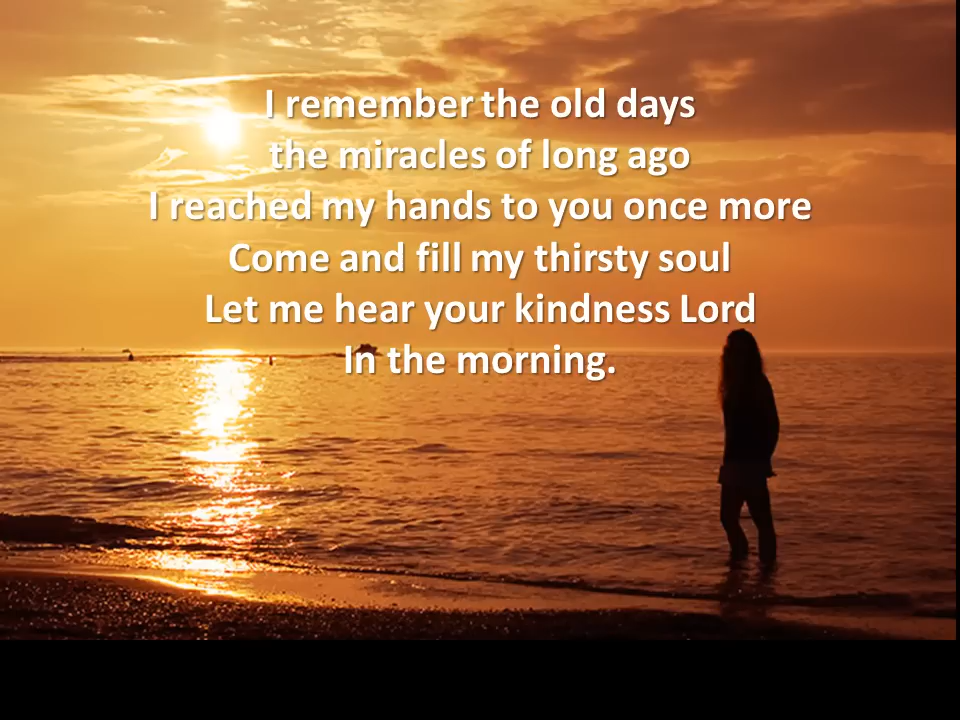 I remember the old days
the miracles of long ago
I reached my hands to you once more
Come and fill my thirsty soul
Let me hear your kindness Lord
In the morning.